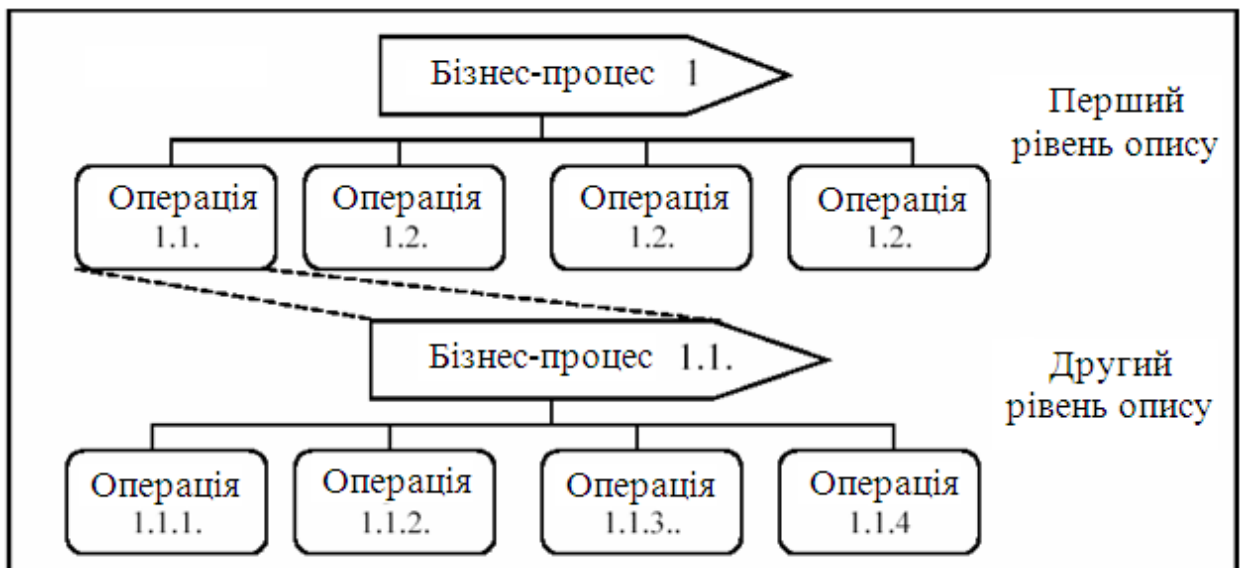 Бізнес-процес 1
Перший
рівень опису
Операція
1.1.
Операція
1.2.
Операція
1.2.
Операція
1.2.
Бізнес-процес 1.1.
Другий
рівень опису
Операція
1.1.1.
Операція
1.1.2.
Операція
1.1.3..
Операція
1.1.4